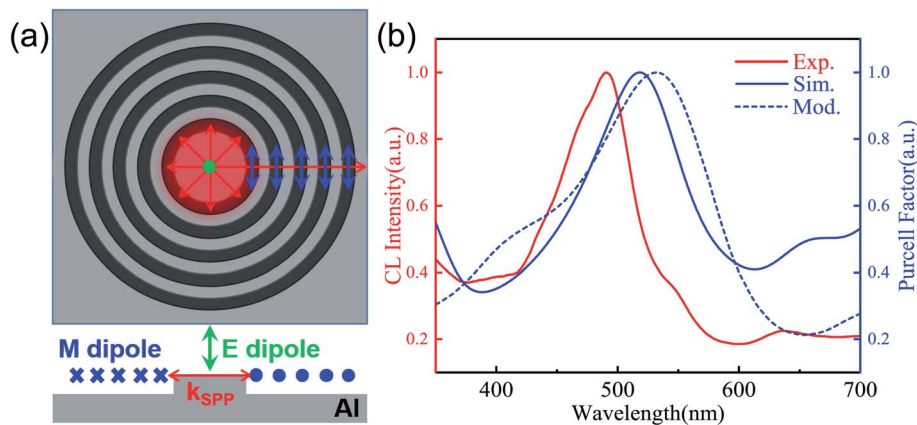 (a)
M dipole
E dipole
kSPP
Al
(b)
Exp.
Sim.
Mod.
CL Intensity(a.u.)
1.0
0.8
0.6
0.4
0.2
Purcell Factor(a.u.)
1.0
0.8
0.6
0.4
0.2
400 500 600 700
Wavelength(nm)